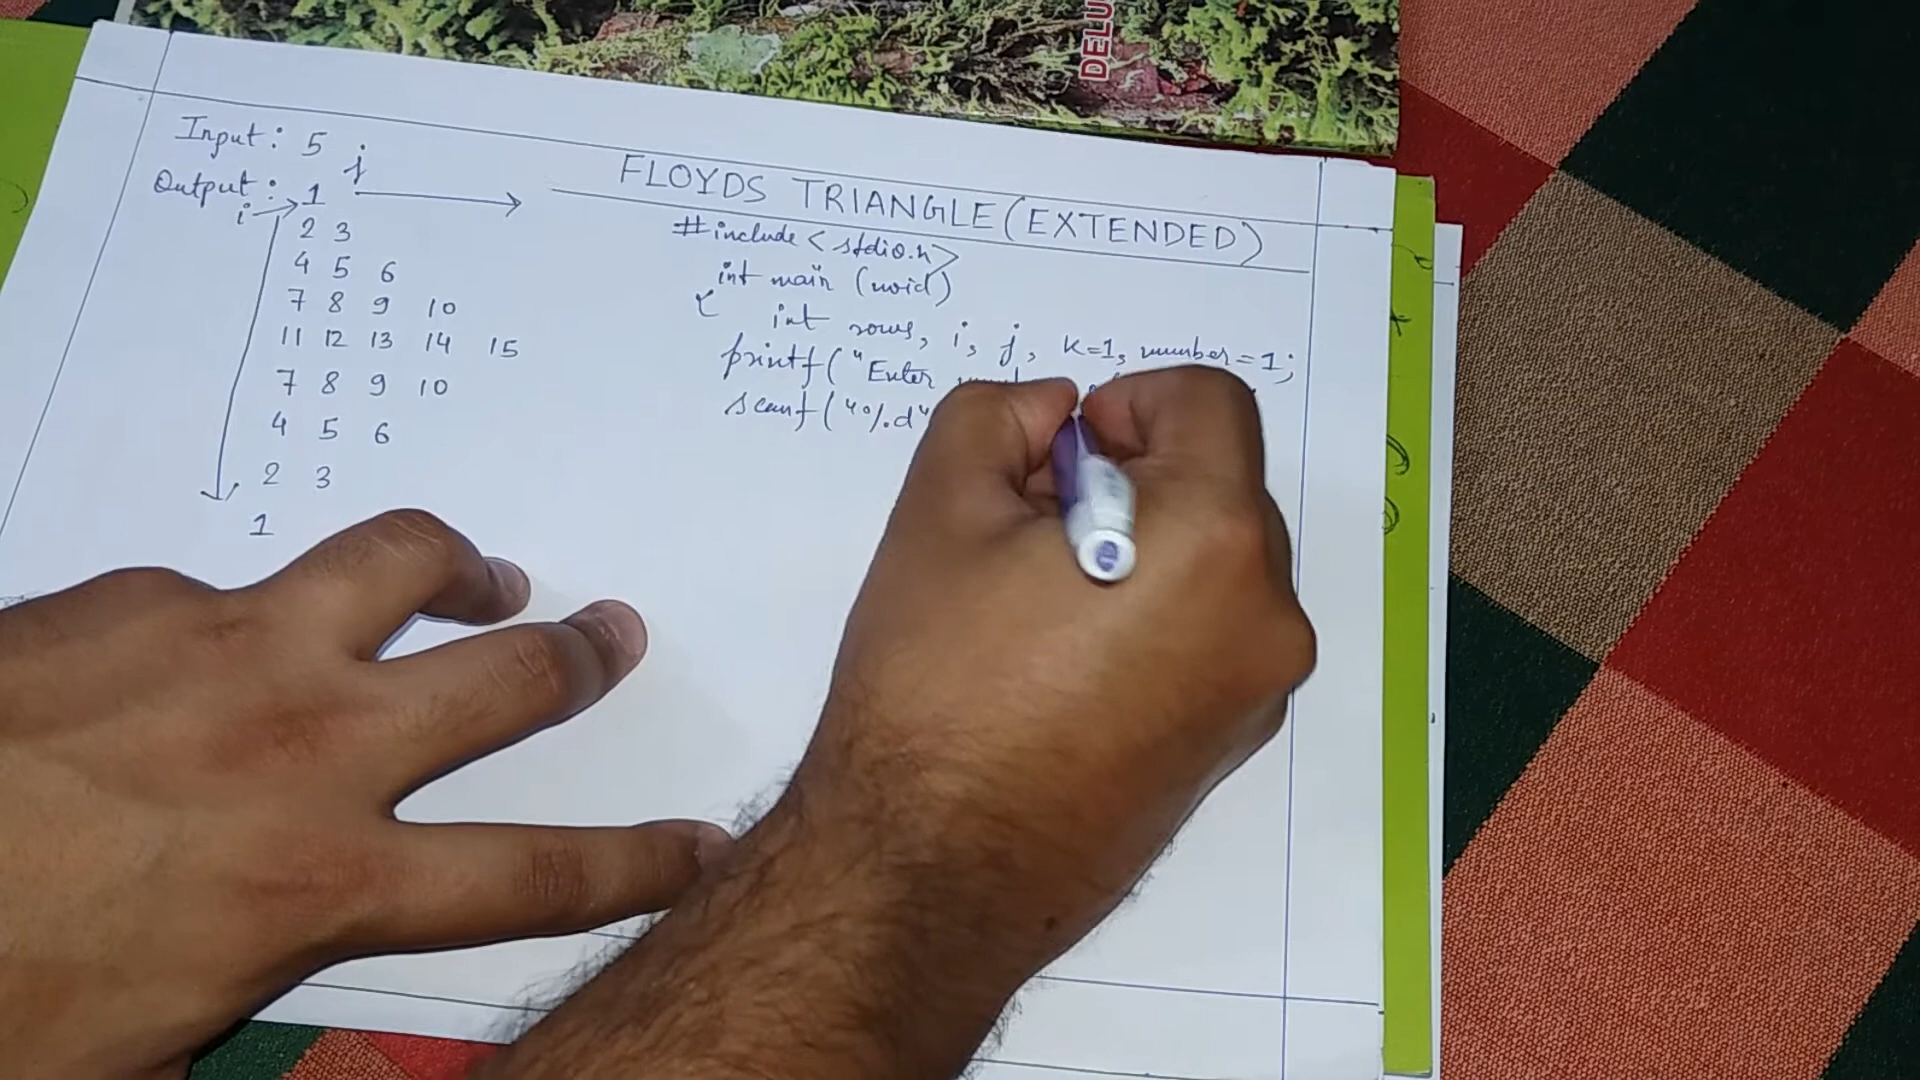 DELU
Input: 5
j
Output: 1
i
2 3
4 5 6
7 8 9 10
11 12 13 14 15
7 8 9 10
4 5 6
2 3
1
FLOYDS TRIANGLE (EXTENDED)
#include <stdio.h>
int main (void)
{ int rows, i, j, k=1, number=1;
printf("Enter
scanf("%d"